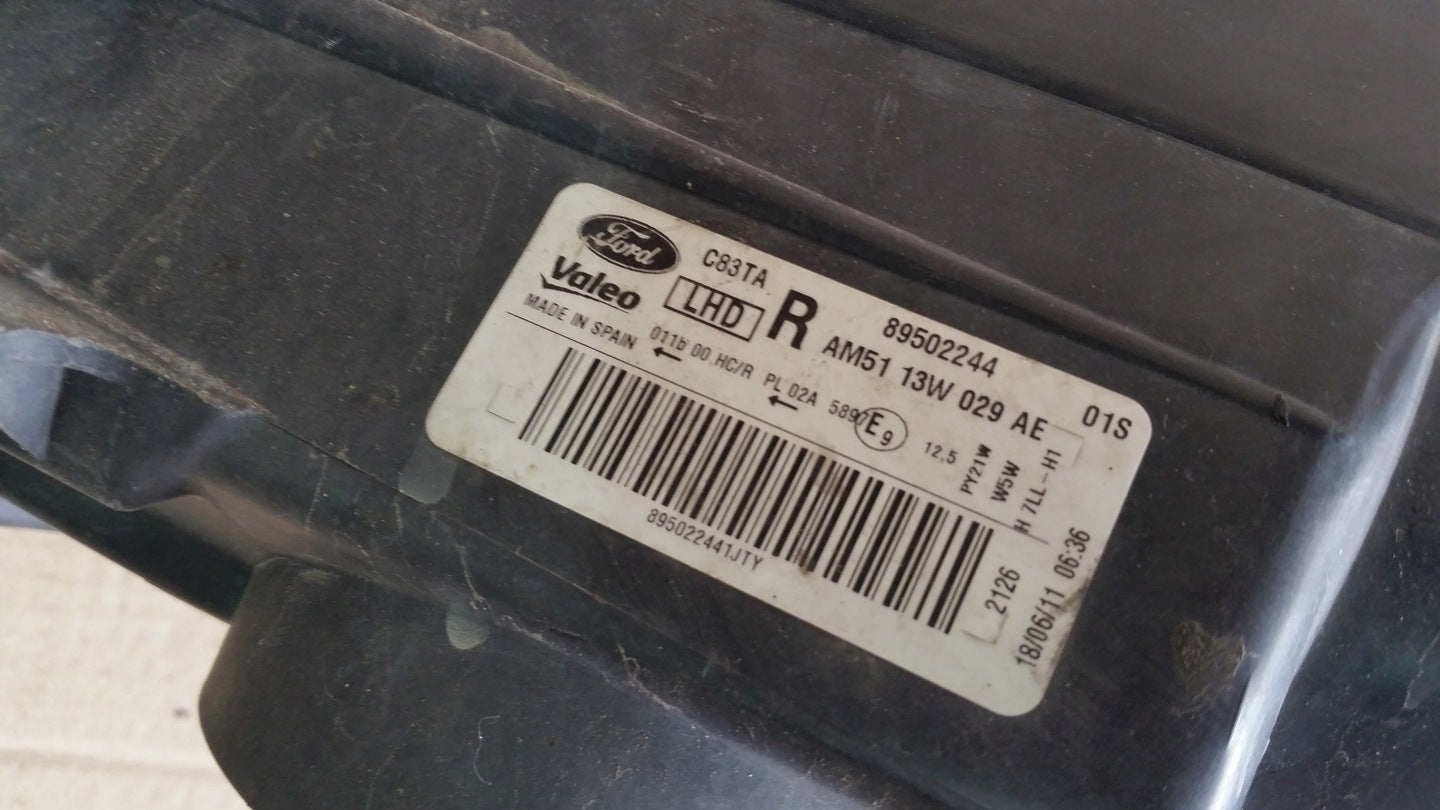 Ford C83TA
Valeo LHD R 89502244
MADE IN SPAIN AM51 13W 029 AE 01S
011b 00.HC/R PL 02A 5897 E9 12,5
PY21W
W5W
H 7LL-H1
895022441JTY
2126
18/06/11 06:36